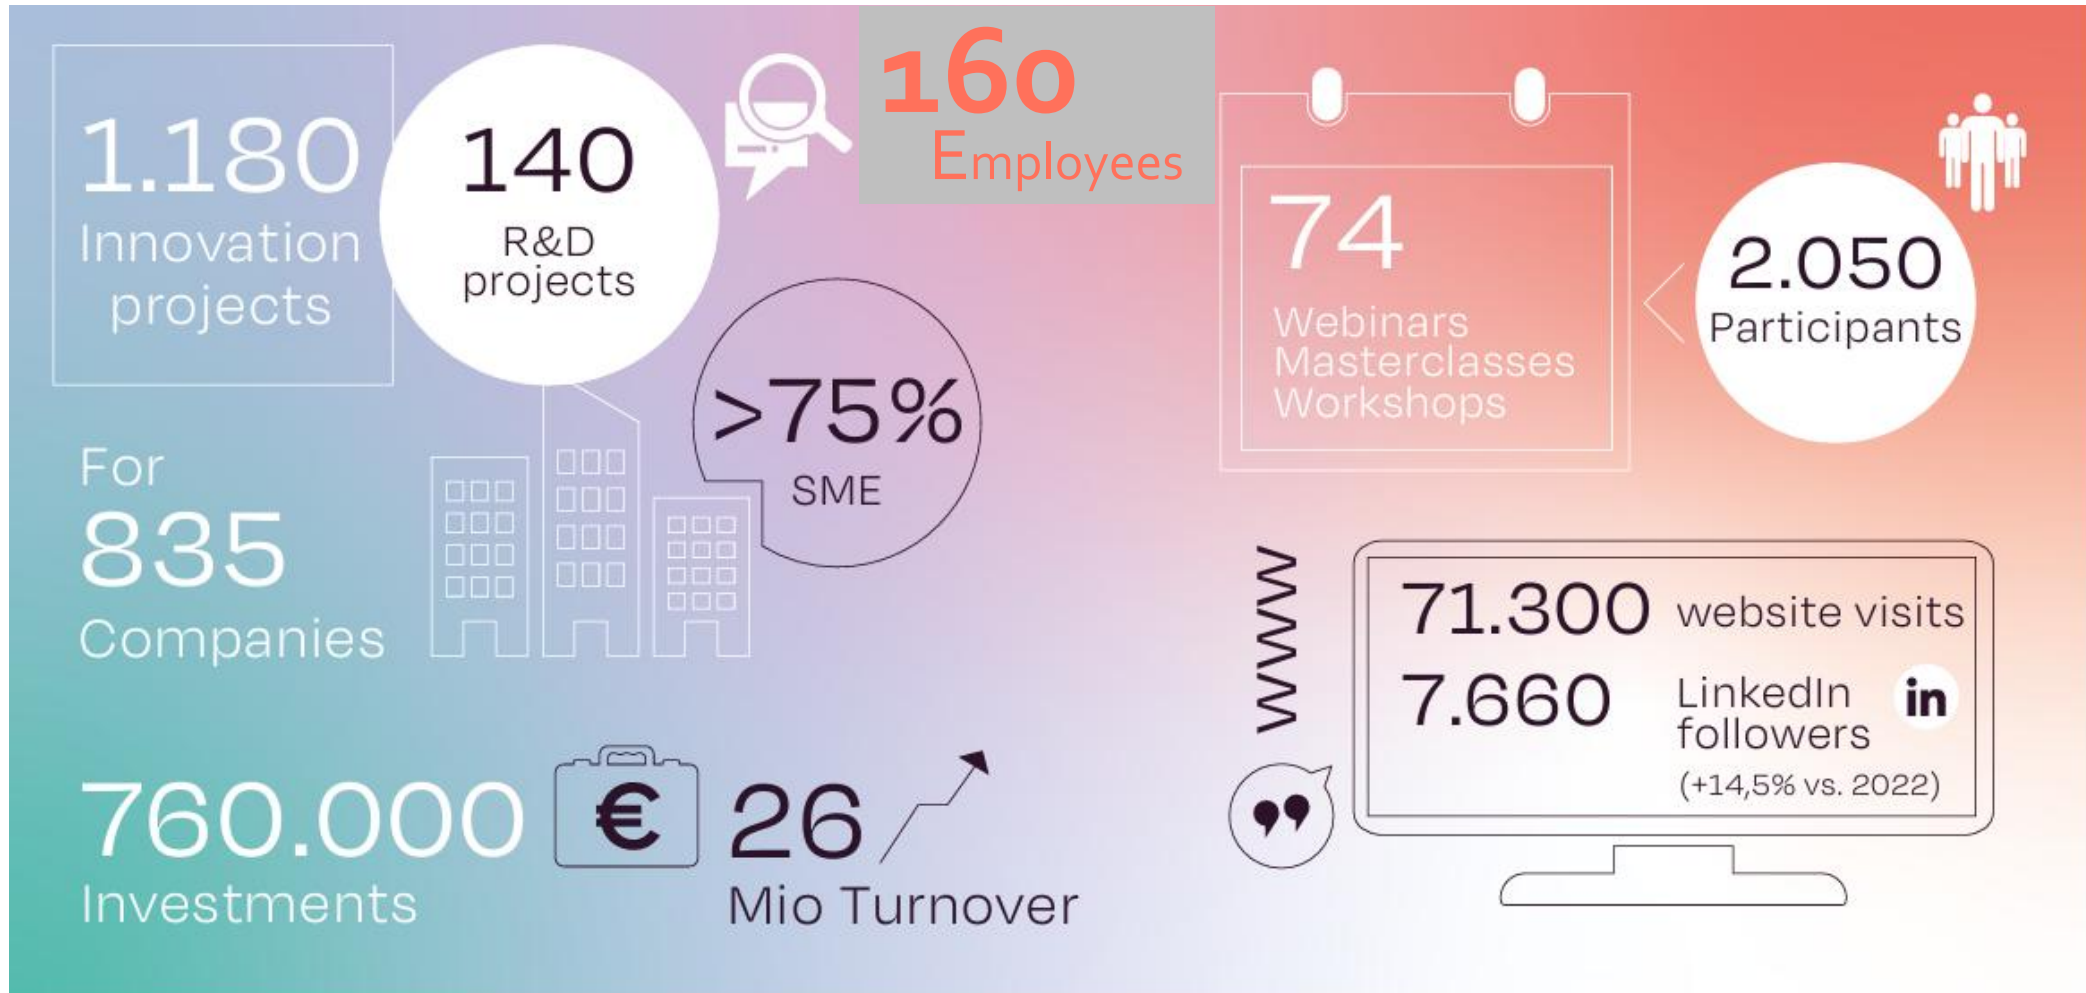 1.180
Innovation
projects
140
R&D
projects
160
Employees
>75%
SME
For
835
Companies
760.000
Investments
€
26
Mio Turnover
74
Webinars
Masterclasses
Workshops
2.050
Participants
www
71.300 website visits
7.660 LinkedIn
followers
in
(+14,5% vs. 2022)